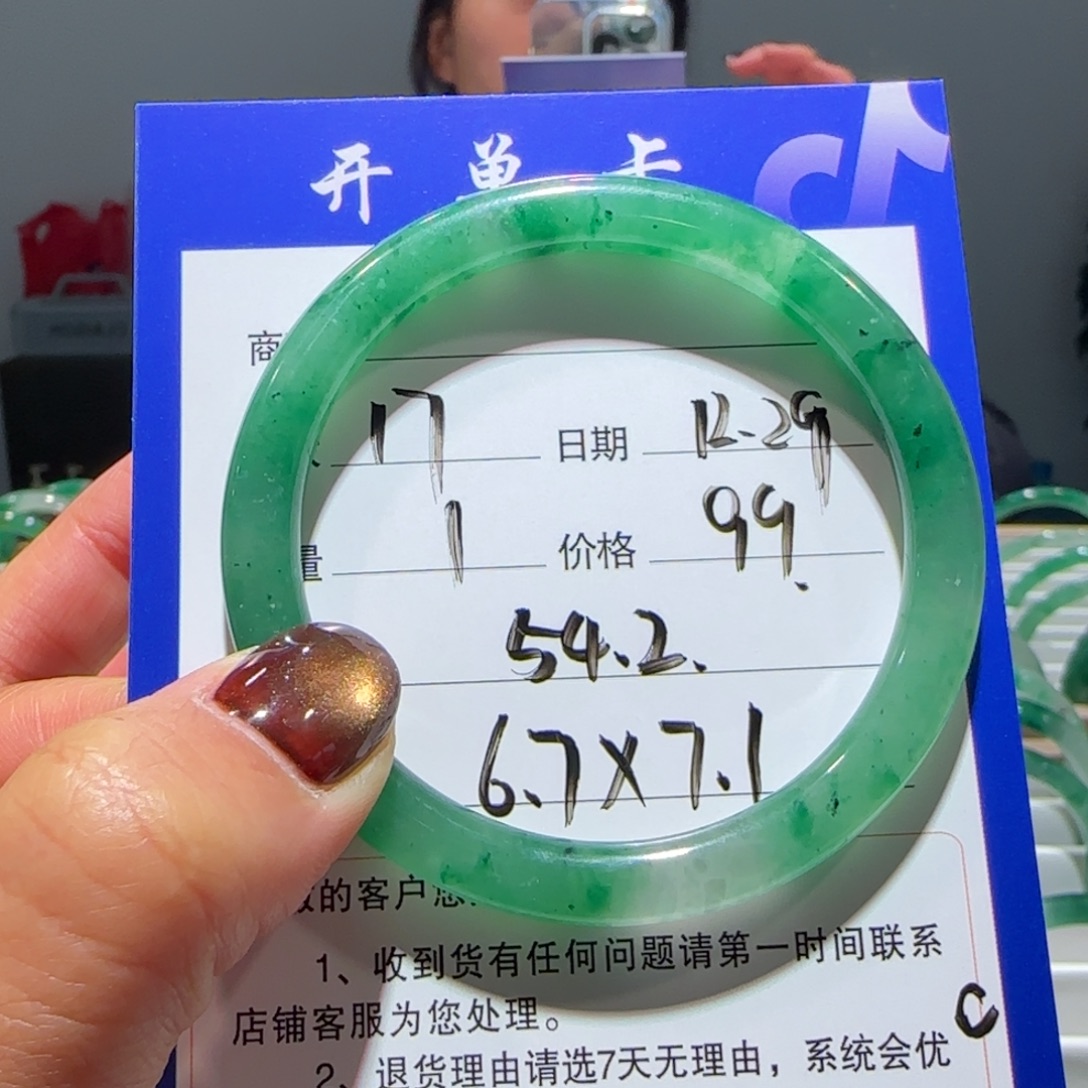 开单卡
商
17 日期 12.29
量 1 价格 99.
54.2.
6.7×7.1
的客户您
1、收到货有任何问题请第一时间联系
店铺客服为您处理。
C
2、退货理由请选7天无理由，系统会优